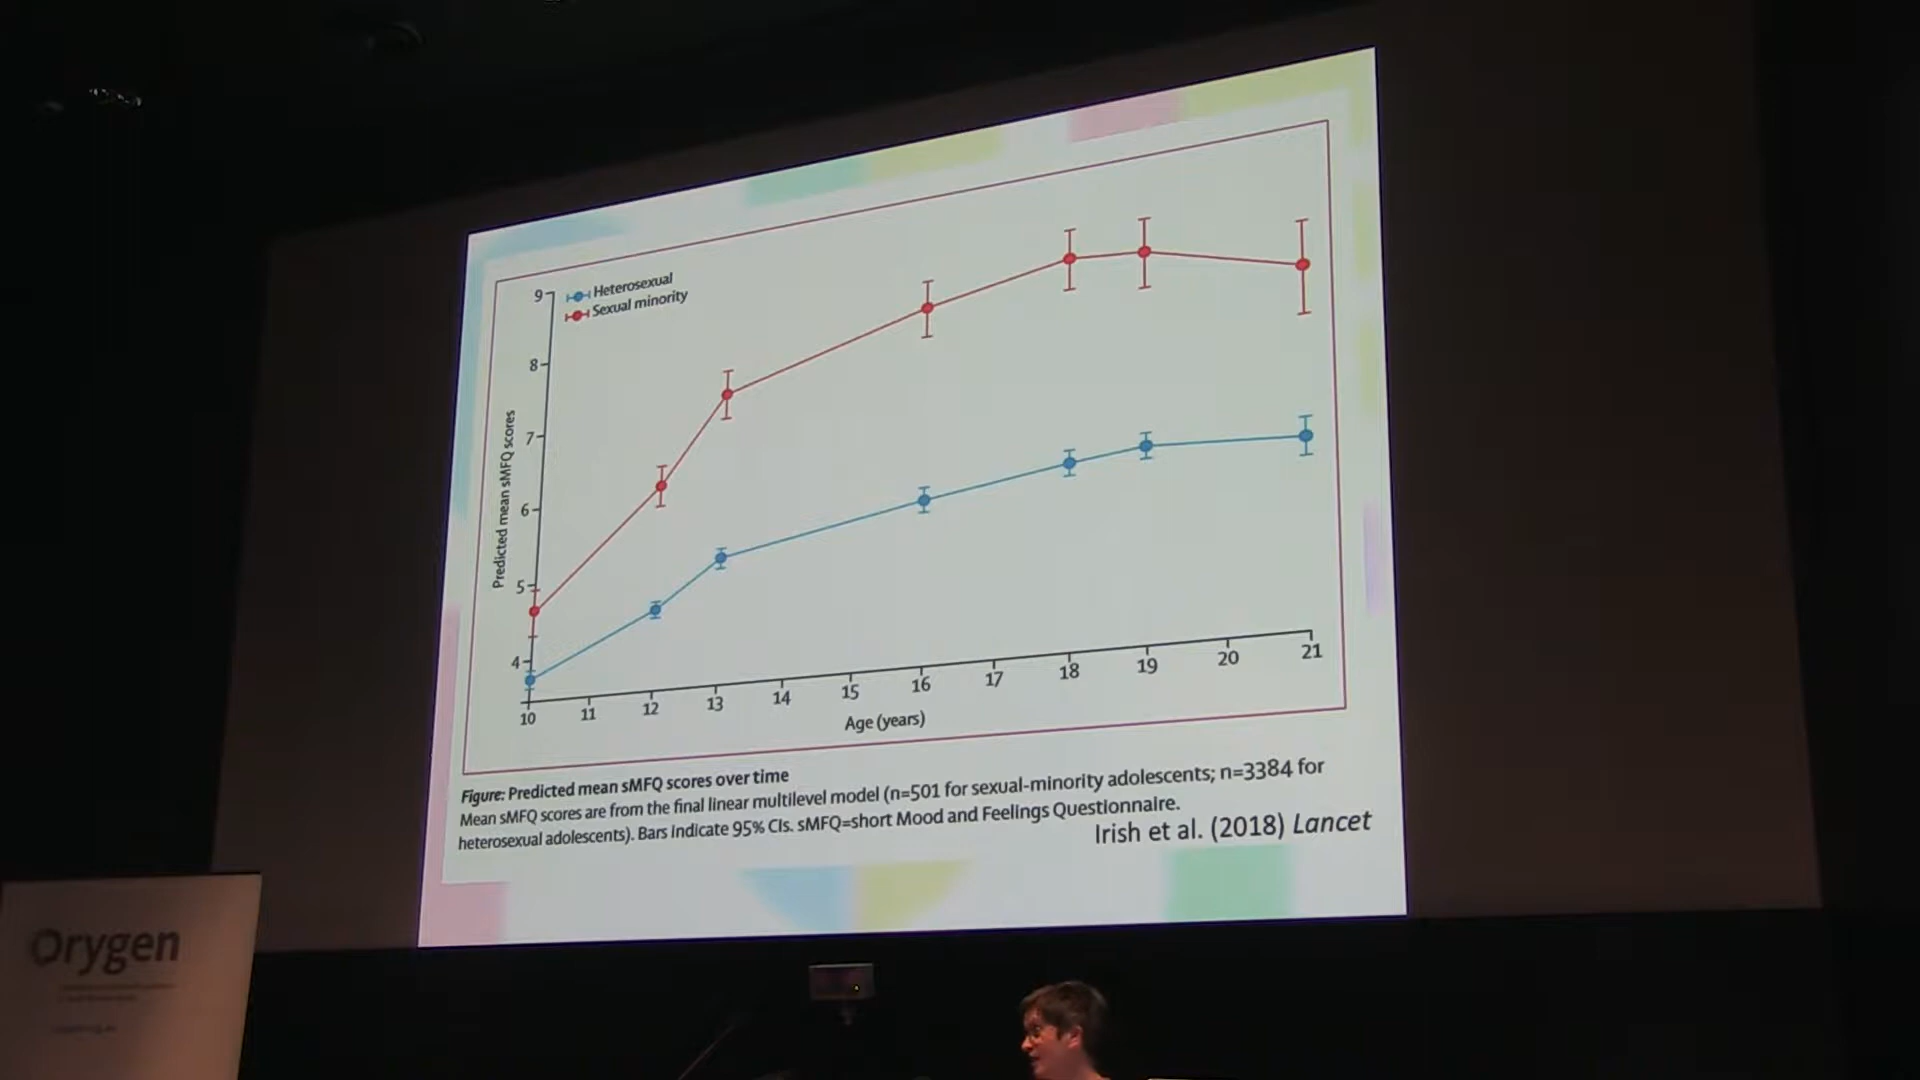 9
8
7
6
5
4
Heterosexual
Sexual minority
Predicted mean sMFQ scores
10 11 12 13 14 15 16 17 18 19 20 21
Age (years)
Figure: Predicted mean sMFQ scores over time
Mean sMFQ scores are from the final linear multilevel model (n=501 for sexual-minority adolescents; n=3384 for
heterosexual adolescents). Bars indicate 95% CIs. sMFQ=short Mood and Feelings Questionnaire.
Irish et al. (2018) Lancet
Orygen